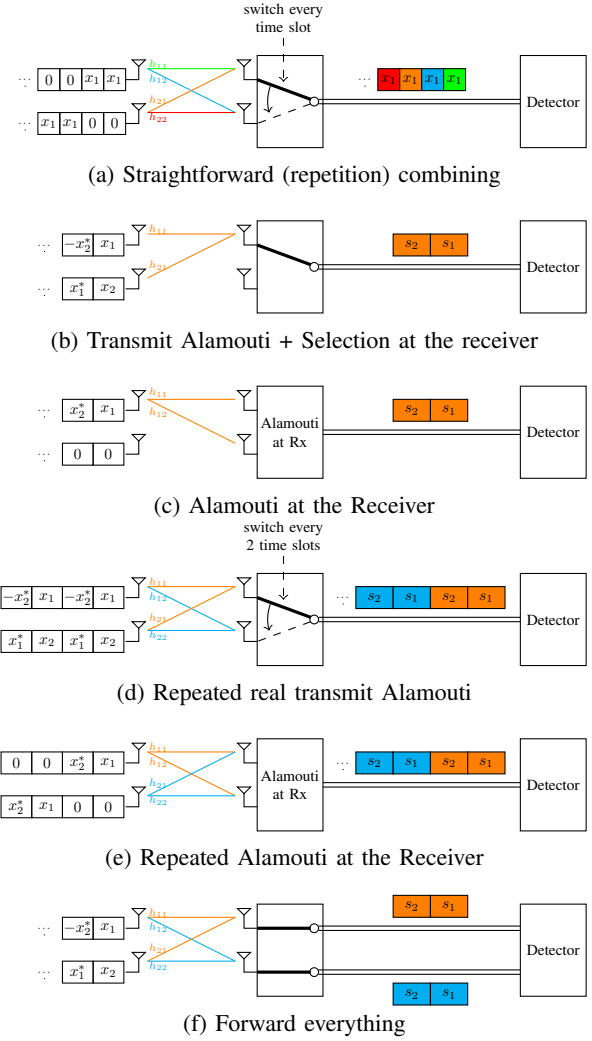 switch every
time slot
... 0 0 x₁ x₁ h₁₁ h₁₂ ... x₁ x₁ x₁ x₁
... x₁ x₁ 0 0 h₂₁ h₂₂ Detector
(a) Straightforward (repetition) combining
... −x₂* x₁ h₁₁ s₂ s₁
... x₁* x₂ h₂₁ Detector
(b) Transmit Alamouti + Selection at the receiver
... x₂* x₁ h₁₁ h₁₂ Alamouti s₂ s₁
... 0 0 at Rx Detector
(c) Alamouti at the Receiver
switch every
2 time slots
−x₂* x₁ −x₂* x₁ h₁₁ h₁₂ ... s₂ s₁ s₂ s₁
x₁* x₂ x₁* x₂ h₂₁ h₂₂ Detector
(d) Repeated real transmit Alamouti
0 0 x₂* x₁ h₁₁ h₁₂ Alamouti ... s₂ s₁ s₂ s₁
x₂* x₁ 0 0 h₂₁ h₂₂ at Rx Detector
(e) Repeated Alamouti at the Receiver
s₂ s₁
... −x₂* x₁ h₁₁ h₁₂
... x₁* x₂ h₂₁ h₂₂ Detector
s₂ s₁
(f) Forward everything